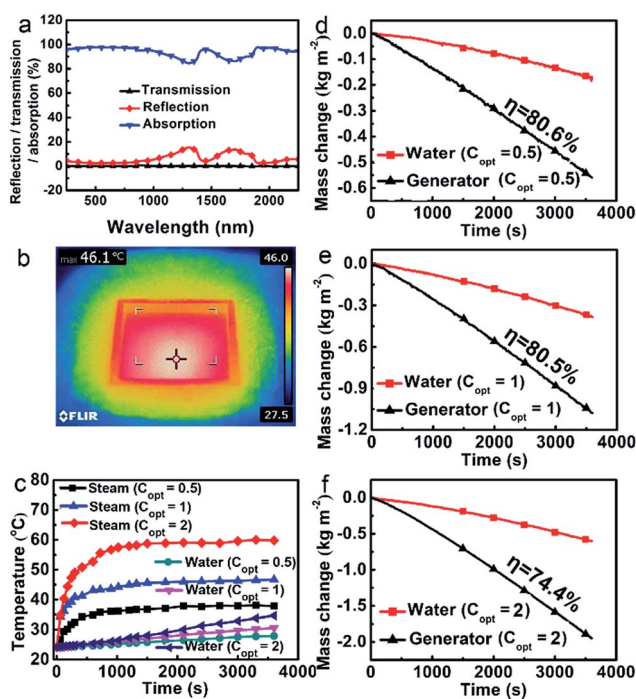 a
Reflection / transmission
/ absorption (%)
120
100
80
60
40
20
0
-20
Transmission
Reflection
Absorption
500
1000
1500
2000
Wavelength (nm)
b
max 46.1 °C
46.0
27.5
FLIR
c
Temperature (°C)
80
70
60
50
40
30
20
Steam (Copt = 0.5)
Steam (Copt = 1)
Steam (Copt = 2)
Water (Copt = 0.5)
Water (Copt = 1)
Water (Copt = 2)
0
1000
2000
3000
4000
Time (s)
Mass change (kg m-2)
0.0
-0.1
-0.2
-0.3
-0.4
-0.5
-0.6
η=80.6%
Water (Copt = 0.5)
Generator (Copt = 0.5)
0
1000
2000
3000
4000
Time (s)
e
Mass change (kg m-2)
0.0
-0.3
-0.6
-0.9
-1.2
η=80.5%
Water (Copt = 1)
Generator (Copt = 1)
0
1000
2000
3000
4000
Time (s)
f
Mass change (kg m-2)
0.0
-0.5
-1.0
-1.5
-2.0
η=74.4%
Water (Copt = 2)
Generator (Copt = 2)
0
1000
2000
3000
4000
Time (s)